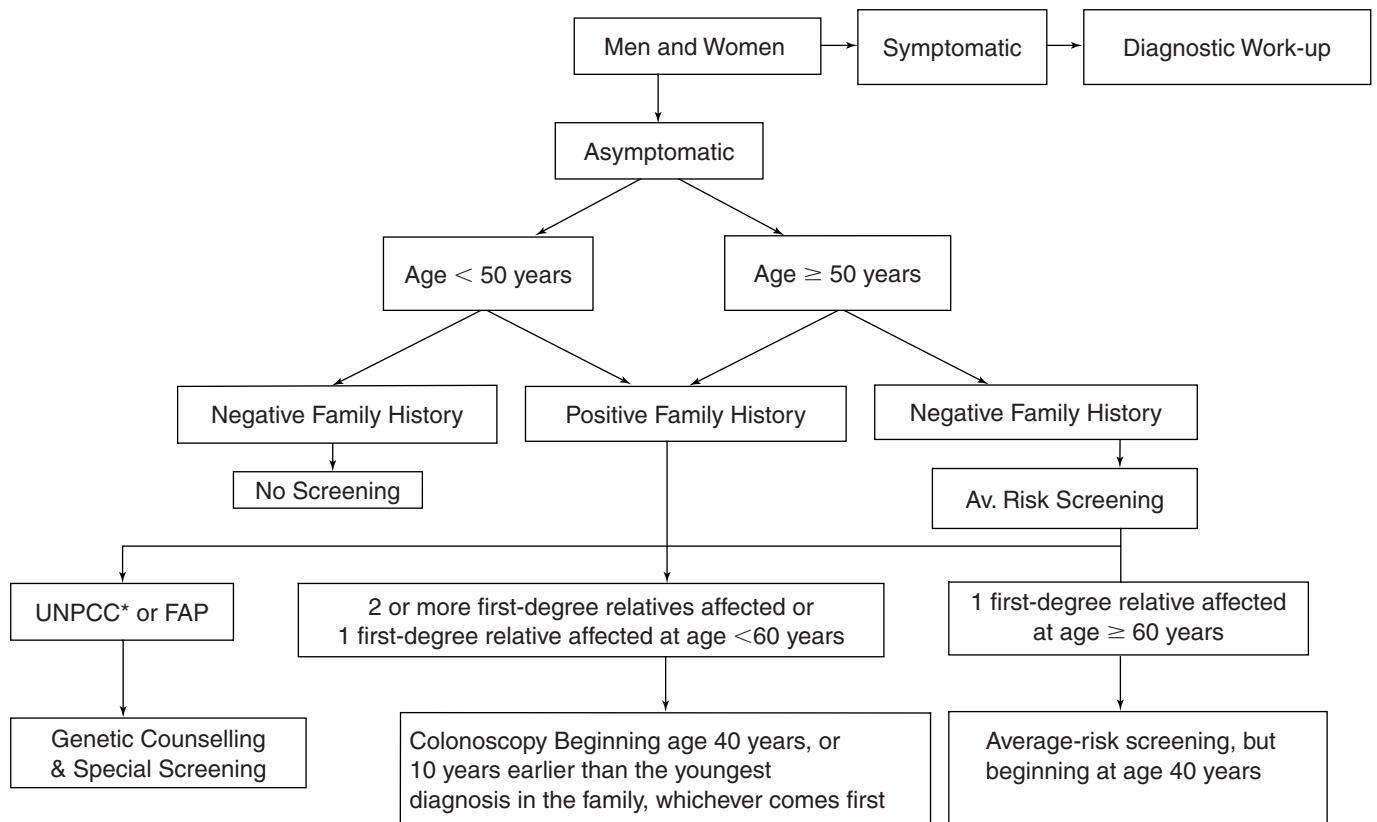 Men and Women
Symptomatic
Diagnostic Work-up
Asymptomatic
Age < 50 years
Age ≥ 50 years
Negative Family History
Positive Family History
Negative Family History
No Screening
Av. Risk Screening
UNPCC* or FAP
2 or more first-degree relatives affected or
1 first-degree relative affected at age <60 years
1 first-degree relative affected
at age ≥ 60 years
Genetic Counselling
& Special Screening
Colonoscopy Beginning age 40 years, or
10 years earlier than the youngest
diagnosis in the family, whichever comes first
Average-risk screening, but
beginning at age 40 years